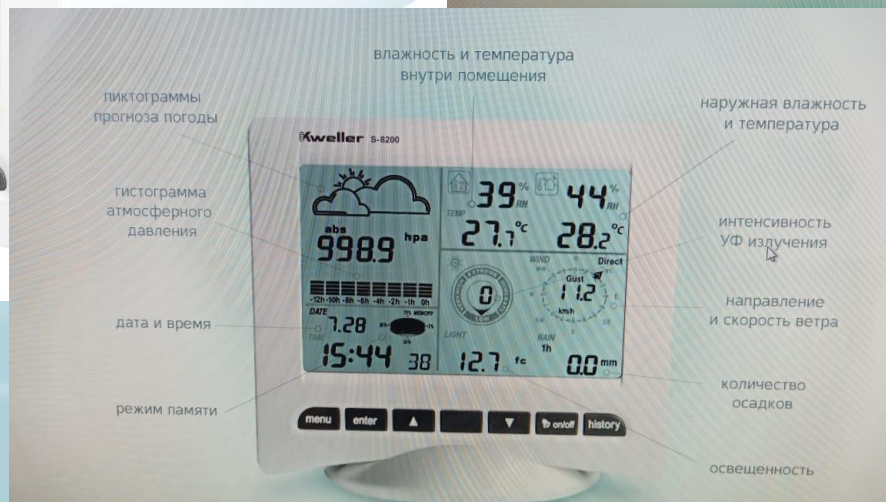 влажность и температура
внутри помещения
пиктограммы
прогноза погоды
наружная влажность
и температура
Kweller S-8200
гистограмма
атмосферного
давления
интенсивность
УФ излучения
39 % RH
44 % RH
TEMP
27.7 °C
28.2 °C
abs
998.9 hpa
WIND
Direct
Gust
11.2
km/h
0
LOW
-12h -10h -8h -6h -4h -2h -1h 0h
направление
и скорость ветра
DATE
7.28
MEMORY
дата и время
TIME
15:44 38
LIGHT
12.7 fc
RAIN
1h
0.0 mm
количество
осадков
режим памяти
menu enter ▲ ▼ on/off history
освещенность